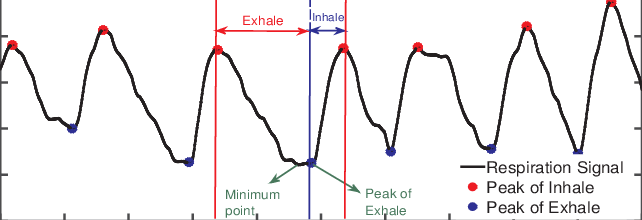 Exhale
Inhale
Minimum
point
Peak of
Exhale
Respiration Signal
Peak of Inhale
Peak of Exhale